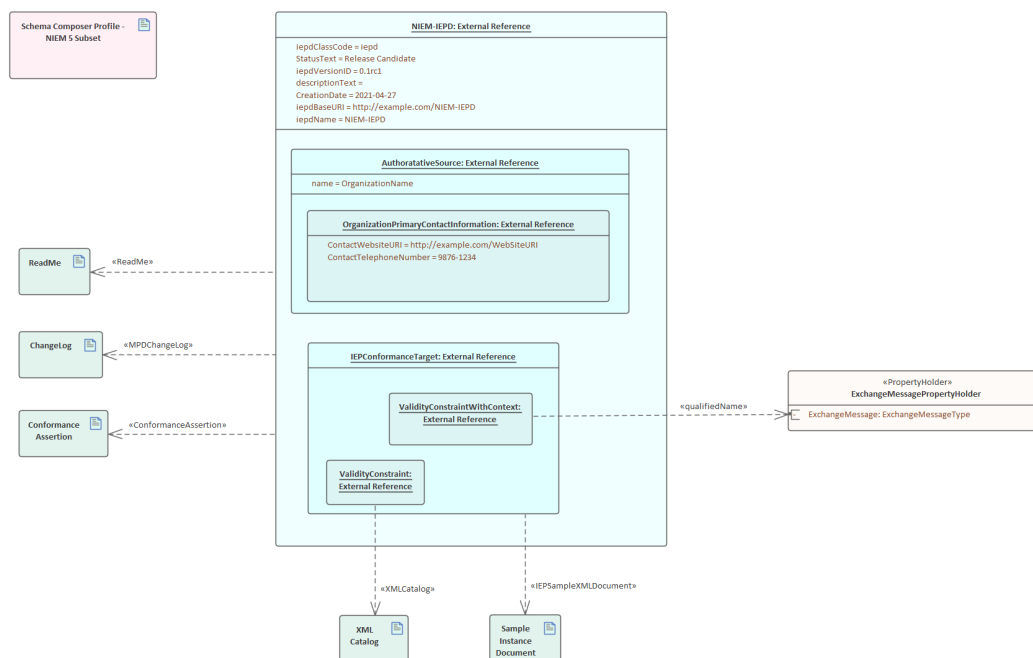 Schema Composer Profile -
NIEM 5 Subset
NIEM-IEPD: External Reference
iepdClassCode = iepd
StatusText = Release Candidate
iepdVersionID = 0.1rc1
descriptionText =
CreationDate = 2021-04-27
iepdBaseURI = http://example.com/NIEM-IEPD
iepdName = NIEM-IEPD
AuthoratativeSource: External Reference
name = OrganizationName
OrganizationPrimaryContactInformation: External Reference
ContactWebsiteURI = http://example.com/WebSiteURI
ContactTelephoneNumber = 9876-1234
ReadMe
«ReadMe»
ChangeLog
«MPDChangeLog»
IEPConformanceTarget: External Reference
«PropertyHolder»
ExchangeMessagePropertyHolder
ExchangeMessage: ExchangeMessageType
«qualifiedName»
ValidityConstraintWithContext:
External Reference
Conformance
Assertion
«ConformanceAssertion»
ValidityConstraint:
External Reference
«XMLCatalog»
«IEPSampleXMLDocument»
XML
Catalog
Sample
Instance
Document